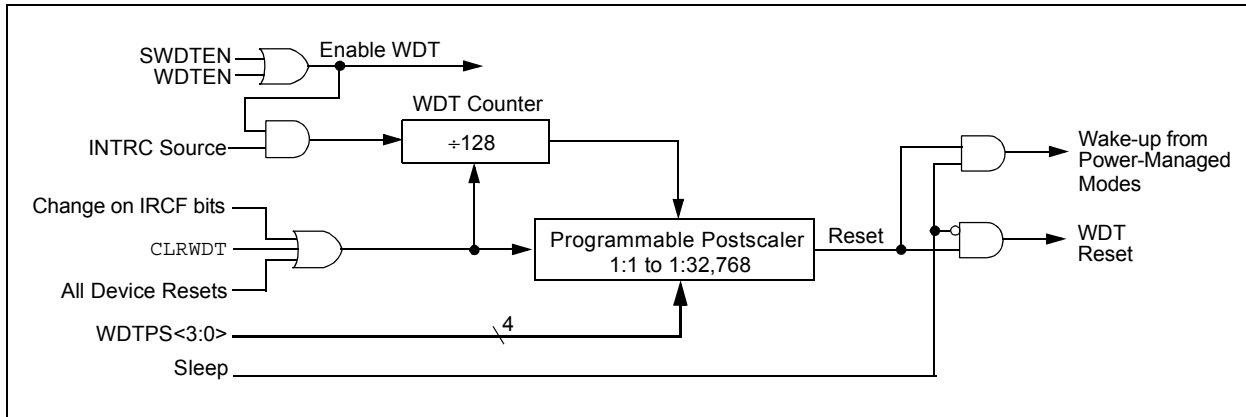 SWDTEN
WDTEN
Enable WDT
WDT Counter
INTRC Source
÷128
Wake-up from
Power-Managed
Modes
Change on IRCF bits
CLRWDT
All Device Resets
Programmable Postscaler
1:1 to 1:32,768
Reset
WDT
Reset
WDTPS<3:0>
4
Sleep